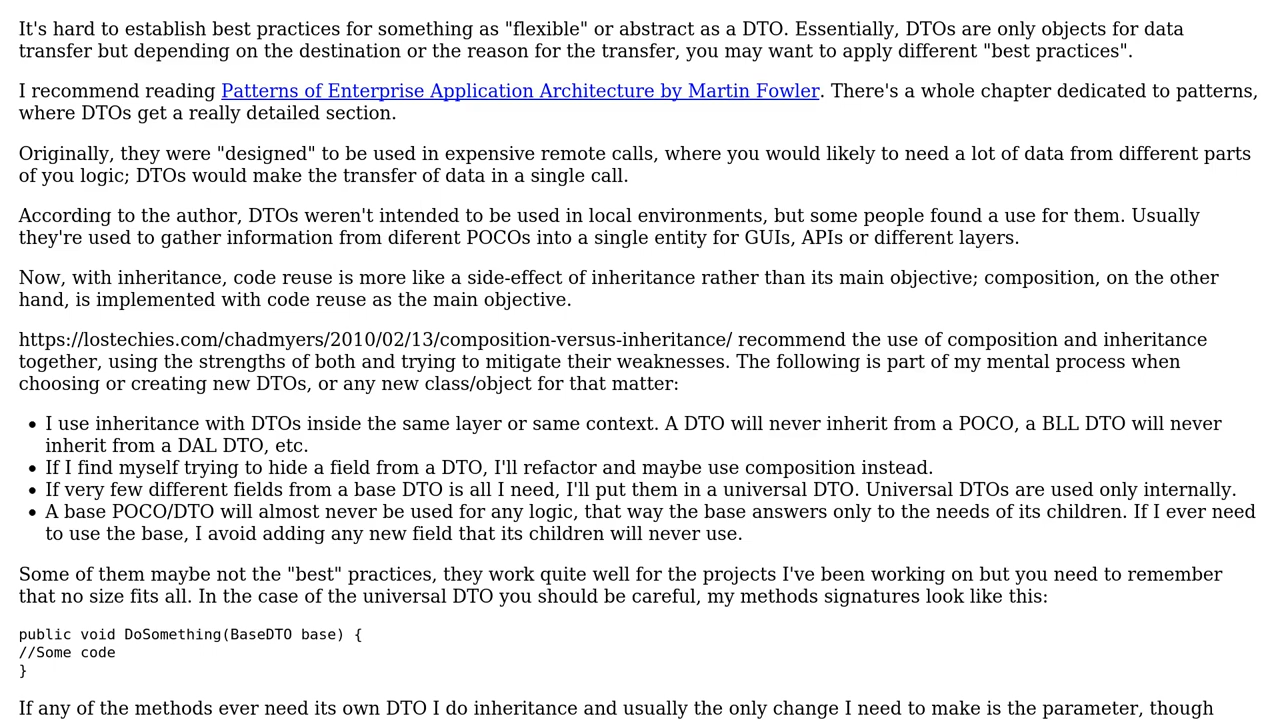 It's hard to establish best practices for something as "flexible" or abstract as a DTO. Essentially, DTOs are only objects for data
transfer but depending on the destination or the reason for the transfer, you may want to apply different "best practices".
I recommend reading Patterns of Enterprise Application Architecture by Martin Fowler. There's a whole chapter dedicated to patterns,
where DTOs get a really detailed section.
Originally, they were "designed" to be used in expensive remote calls, where you would likely to need a lot of data from different parts
of you logic; DTOs would make the transfer of data in a single call.
According to the author, DTOs weren't intended to be used in local environments, but some people found a use for them. Usually
they're used to gather information from diferent POCOs into a single entity for GUIs, APIs or different layers.
Now, with inheritance, code reuse is more like a side-effect of inheritance rather than its main objective; composition, on the other
hand, is implemented with code reuse as the main objective.
https://lostechies.com/chadmyers/2010/02/13/composition-versus-inheritance/ recommend the use of composition and inheritance
together, using the strengths of both and trying to mitigate their weaknesses. The following is part of my mental process when
choosing or creating new DTOs, or any new class/object for that matter:
• I use inheritance with DTOs inside the same layer or same context. A DTO will never inherit from a POCO, a BLL DTO will never
inherit from a DAL DTO, etc.
• If I find myself trying to hide a field from a DTO, I'll refactor and maybe use composition instead.
• If very few different fields from a base DTO is all I need, I'll put them in a universal DTO. Universal DTOs are used only internally.
• A base POCO/DTO will almost never be used for any logic, that way the base answers only to the needs of its children. If I ever need
to use the base, I avoid adding any new field that its children will never use.
Some of them maybe not the "best" practices, they work quite well for the projects I've been working on but you need to remember
that no size fits all. In the case of the universal DTO you should be careful, my methods signatures look like this:
public void DoSomething(BaseDTO base) {
//Some code
}
If any of the methods ever need its own DTO I do inheritance and usually the only change I need to make is the parameter, though